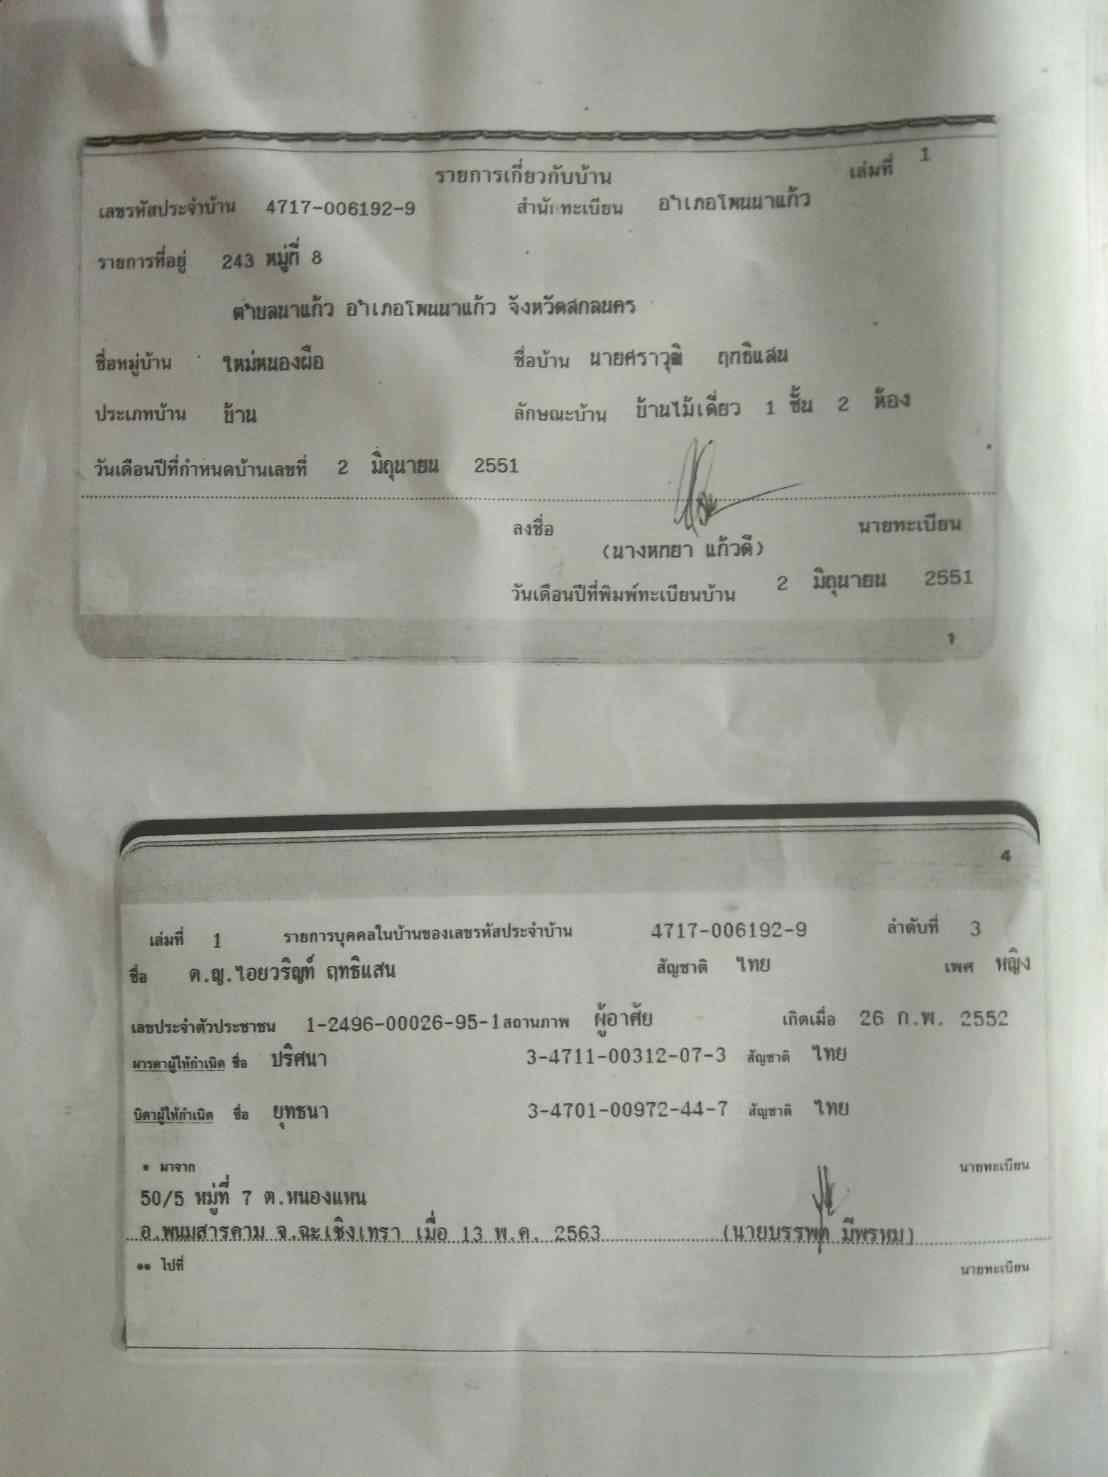 เล่มที่ 1
รายการเกี่ยวกับบ้าน
เลขรหัสประจำบ้าน 4717-006192-9 สำนักทะเบียน อำเภอโพนนาแก้ว
รายการที่อยู่ 243 หมู่ที่ 8
ตำบลนาแก้ว อำเภอโพนนาแก้ว จังหวัดสกลนคร
ชื่อหมู่บ้าน ใหม่หนองผือ ชื่อบ้าน นายศราวุฒิ ฤทธิแสน
ประเภทบ้าน บ้าน ลักษณะบ้าน บ้านไม้เดี่ยว 1 ชั้น 2 ห้อง
วันเดือนปีที่กำหนดบ้านเลขที่ 2 มิถุนายน 2551
ลงชื่อ นายทะเบียน
(นางหทยา แก้วดี)
วันเดือนปีที่พิมพ์ทะเบียนบ้าน 2 มิถุนายน 2551
1
4
เล่มที่ 1 รายการบุคคลในบ้านของเลขรหัสประจำบ้าน 4717-006192-9 ลำดับที่ 3
ชื่อ ด.ญ.ไอยวริญท์ ฤทธิแสน สัญชาติ ไทย เพศ หญิง
เลขประจำตัวประชาชน 1-2496-00026-95-1 สถานภาพ ผู้อาศัย เกิดเมื่อ 26 ก.พ. 2552
มารดาผู้ให้กำเนิด ชื่อ ปริศนา 3-4711-00312-07-3 สัญชาติ ไทย
บิดาผู้ให้กำเนิด ชื่อ ยุทธนา 3-4701-00972-44-7 สัญชาติ ไทย
* มาจาก นายทะเบียน
50/5 หมู่ที่ 7 ต.หนองแหน
อ.พนมสารคาม จ.ฉะเชิงเทรา เมื่อ 13 พ.ค. 2563 (นายบรรพต มีพรหม)
** ไปที่ นายทะเบียน